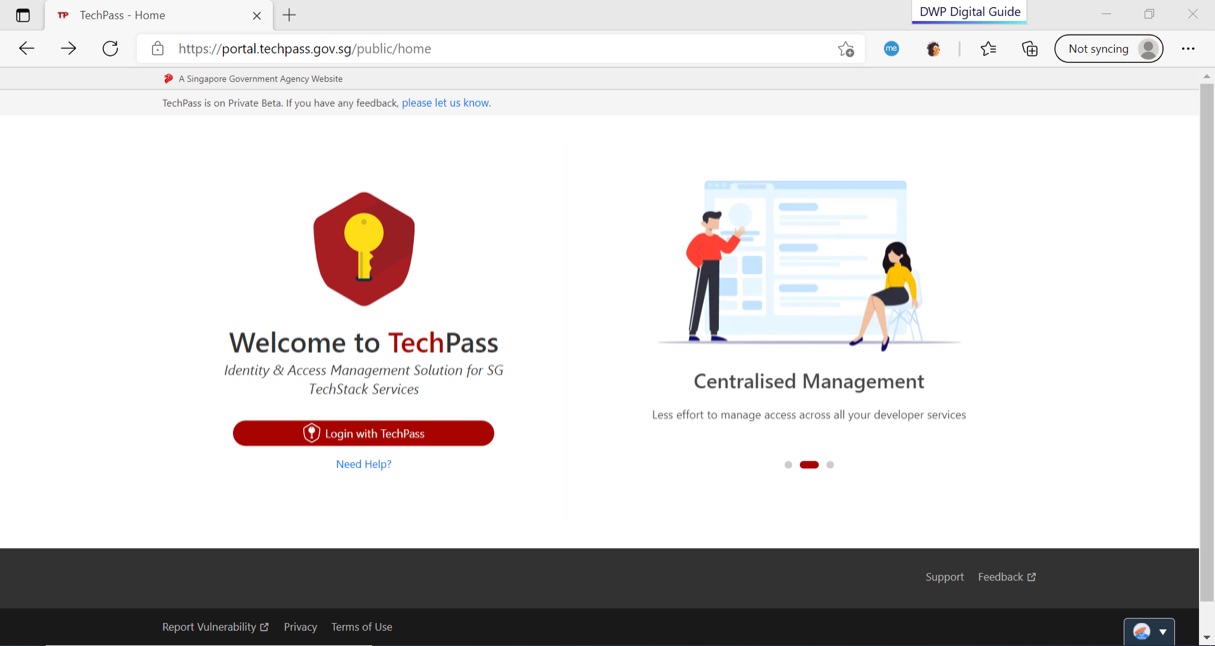 TP TechPass - Home
DWP Digital Guide
https://portal.techpass.gov.sg/public/home
me
Not syncing
A Singapore Government Agency Website
TechPass is on Private Beta. If you have any feedback, please let us know.
Welcome to TechPass
Identity & Access Management Solution for SG
TechStack Services
Login with TechPass
Need Help?
Centralised Management
Less effort to manage access across all your developer services
Support Feedback
Report Vulnerability Privacy Terms of Use